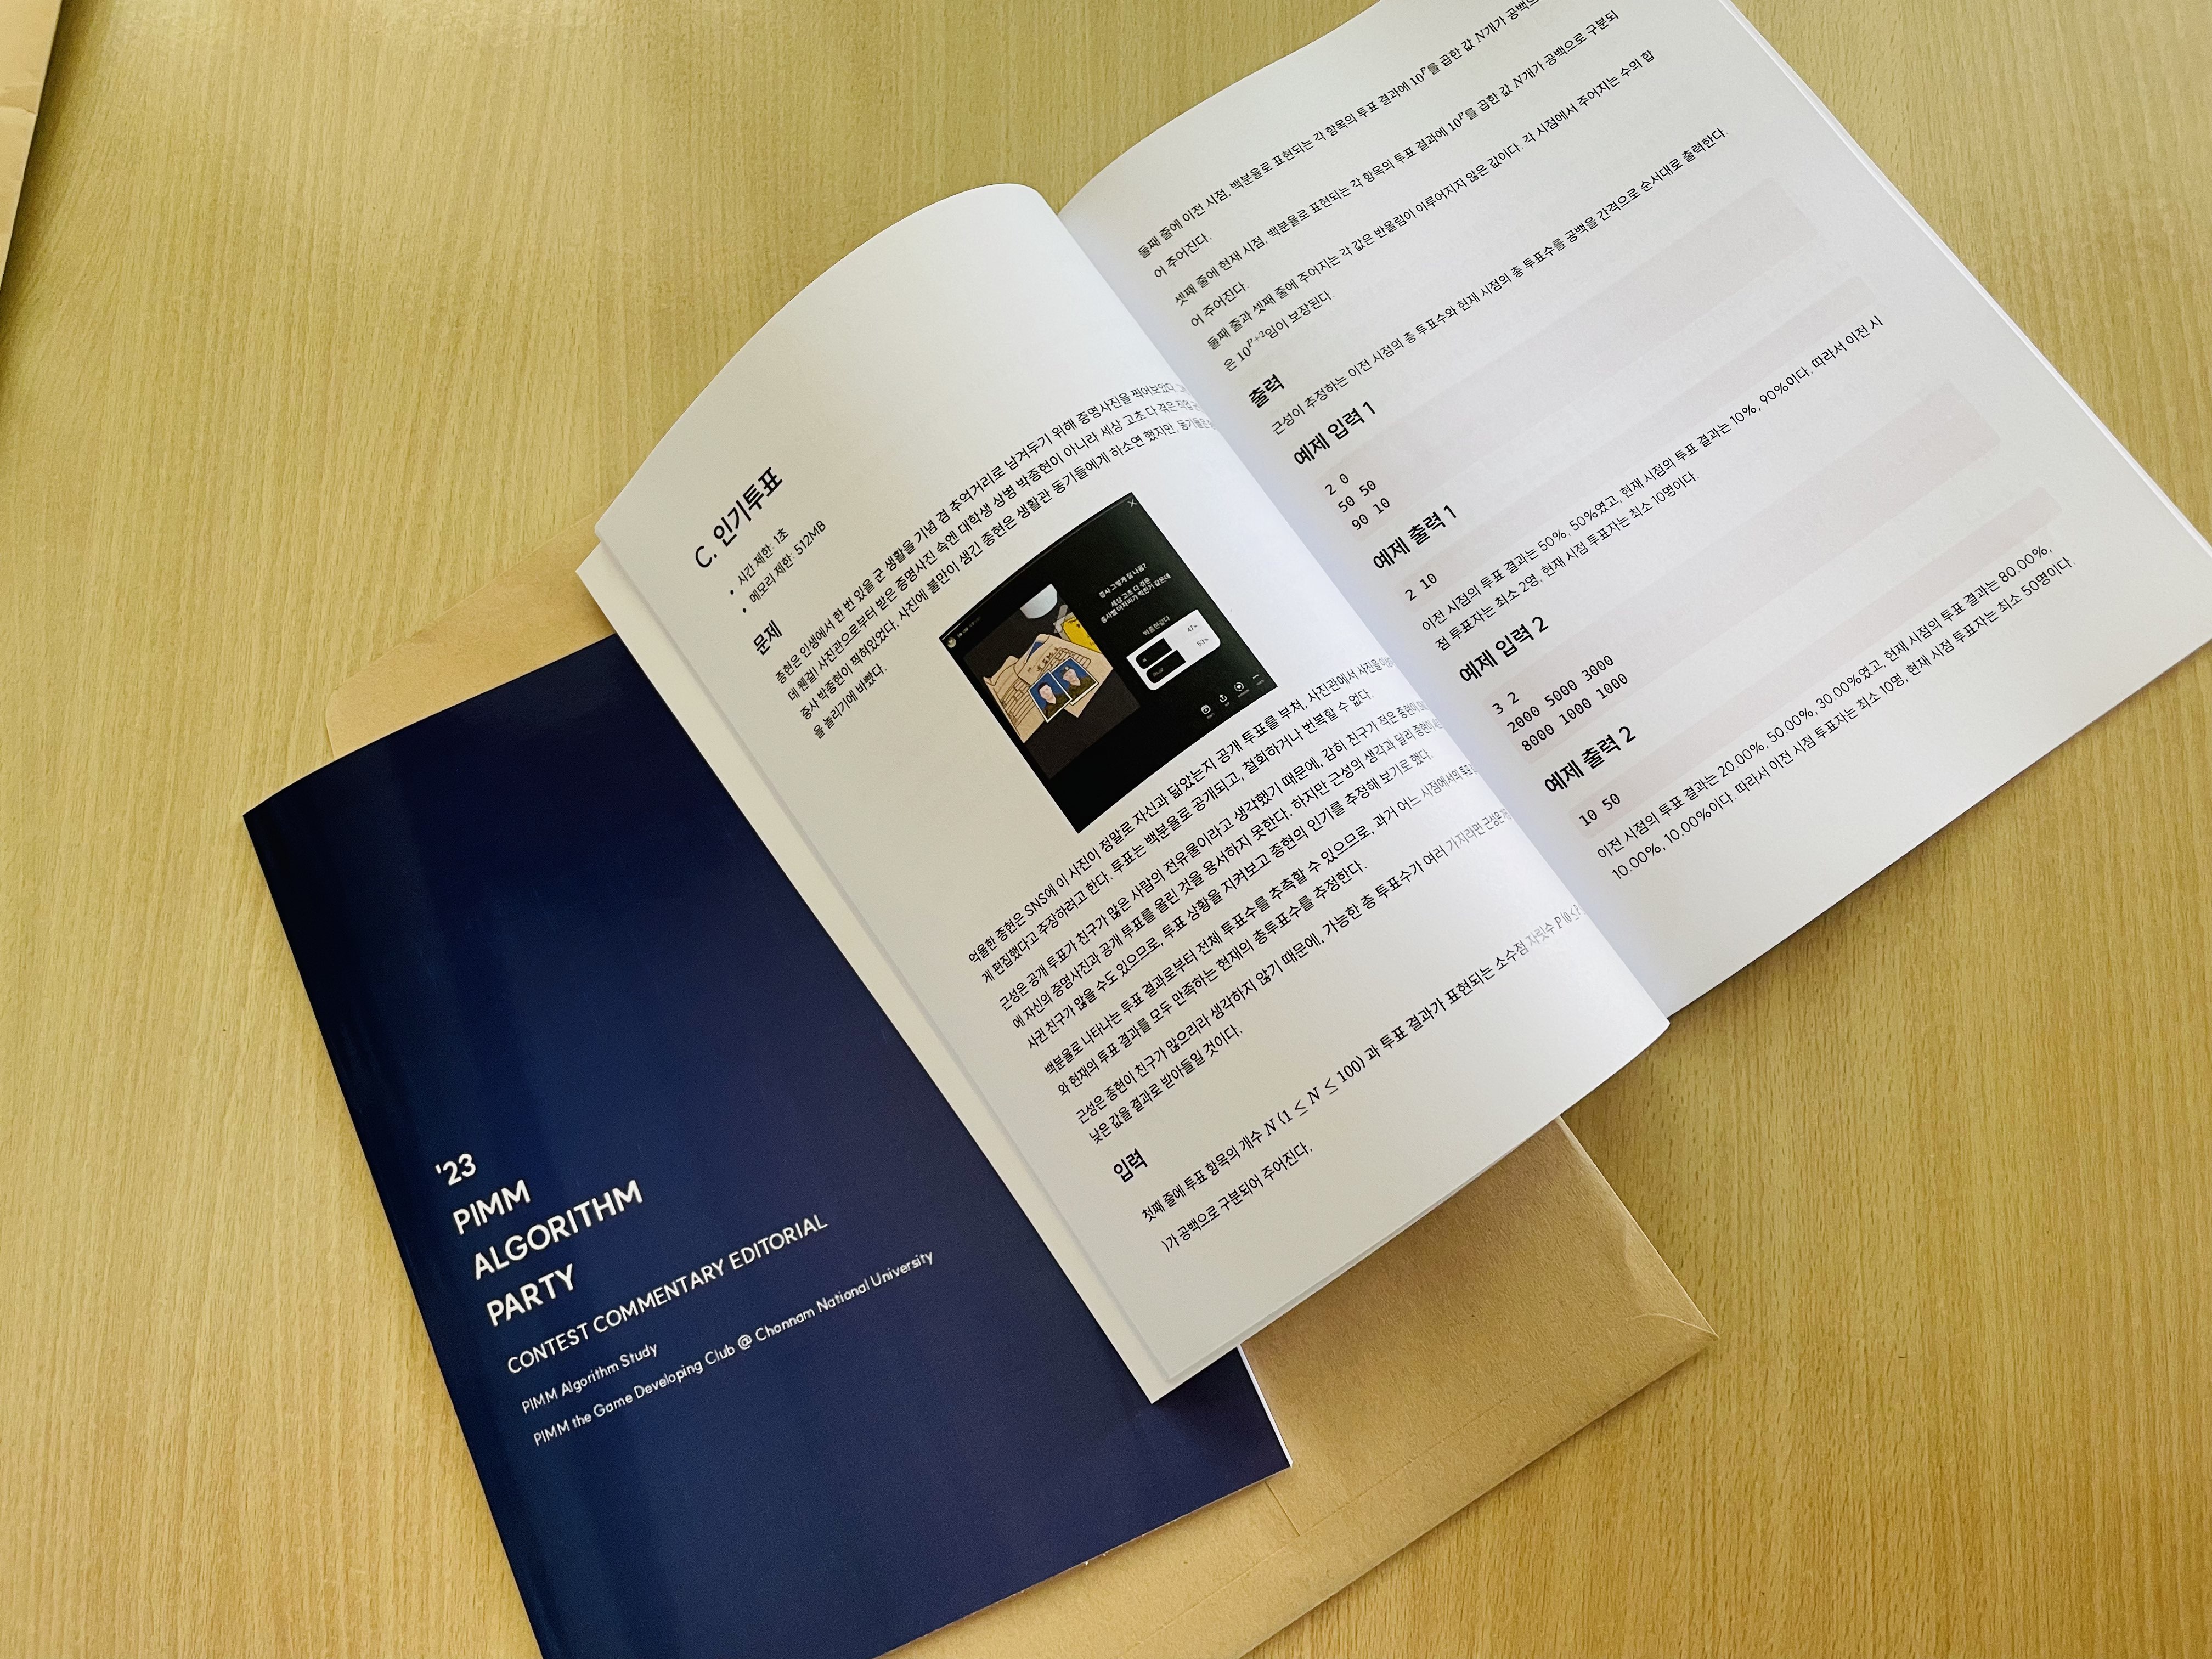 '23
PIMM
ALGORITHM
PARTY
CONTEST COMMENTARY EDITORIAL
PIMM Algorithm Study
PIMM the Game Developing Club @ Chonnam National University
C. 인기투표
• 시간 제한: 1초
• 메모리 제한: 512MB
문제
종현은 인생에서 한 번 있을 군 생활을 기념 겸 추억거리로 남겨두기 위해 증명사진을 찍어보았다.
데 웬걸! 사진관으로부터 받은 증명사진 속엔 대학생 상병 박종현이 아니라 세상 고초 다 겪은 직업
중사 박종현이 찍혀있었다. 사진에 불만이 생긴 종현은 생활관 동기들에게 하소연 했지만, 동기들은
을 놀리기에 바빴다.
증사 그렇게 잘 나옴?
세상 고초 다 겪은
박종현같다
47%
53%
억울한 종현은 SNS에 이 사진이 정말로 자신과 닮았는지 공개 투표를 부쳐, 사진관에서 사진을
게 편집했다고 주장하려고 한다. 투표는 백분율로 공개되고, 철회하거나 번복할 수 없다.
근성은 공개 투표가 친구가 많은 사람의 전유물이라고 생각했기 때문에, 감히 친구가 적은 종현이
에 자신의 증명사진과 공개 투표를 올린 것을 용서하지 못한다. 하지만 근성의 생각과 달리 종현이
사귄 친구가 많을 수도 있으므로, 투표 상황을 지켜보고 종현의 인기를 추정해 보기로 했다.
백분율로 나타나는 투표 결과로부터 전체 투표수를 추측할 수 있으므로, 과거 어느 시점에서의 투표
와 현재의 투표 결과를 모두 만족하는 현재의 총투표수를 추정한다.
근성은 종현이 친구가 많으리라 생각하지 않기 때문에, 가능한 총 투표수가 여러 가지라면 근성은
낮은 값을 결과로 받아들일 것이다.
입력
첫째 줄에 투표 항목의 개수 N (1 ≤ N ≤ 100) 과 투표 결과가 표현되는 소수점 자릿수 P(0 ≤
)가 공백으로 구분되어 주어진다.
둘째 줄에 이전 시점, 백분율로 표현되는 각 항목의 투표 결과에 10^P를 곱한 값 N개가 공백으
어 주어진다.
셋째 줄에 현재 시점, 백분율로 표현되는 각 항목의 투표 결과에 10^P를 곱한 값 N개가 공백으로 구분되
어 주어진다.
둘째 줄과 셋째 줄에 주어지는 각 값은 반올림이 이루어지지 않은 값이다. 각 시점에서 주어지는 수의 합
은 10^{P+2}임이 보장된다.
출력
근성이 추정하는 이전 시점의 총 투표수와 현재 시점의 총 투표수를 공백을 간격으로 순서대로 출력한다.
예제 입력 1
2 0
50 50
90 10
예제 출력 1
2 10
이전 시점의 투표 결과는 50%, 50%였고, 현재 시점의 투표 결과는 10%, 90%이다. 따라서 이전 시
점 투표자는 최소 2명, 현재 시점 투표자는 최소 10명이다.
예제 입력 2
3 2
2000 5000 3000
8000 1000 1000
예제 출력 2
10 50
이전 시점의 투표 결과는 20.00%, 50.00%, 30.00%였고, 현재 시점의 투표 결과는 80.00%,
10.00%, 10.00%이다. 따라서 이전 시점 투표자는 최소 10명, 현재 시점 투표자는 최소 50명이다.